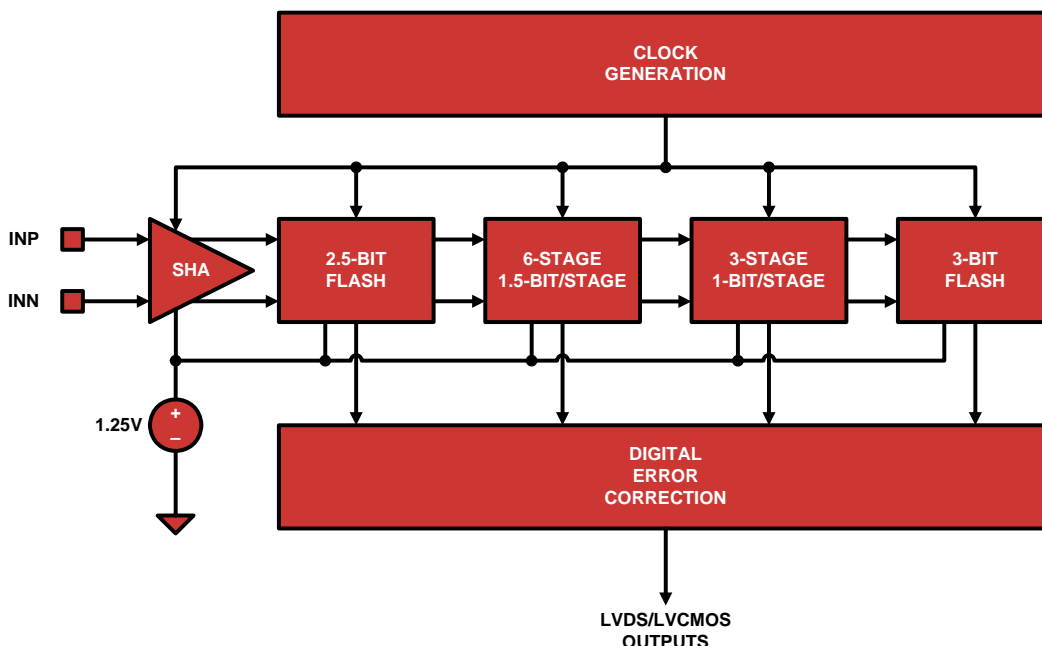 CLOCK
GENERATION
INP
INN
SHA
2.5-BIT
FLASH
6-STAGE
1.5-BIT/STAGE
3-STAGE
1-BIT/STAGE
3-BIT
FLASH
1.25V
+
–
DIGITAL
ERROR
CORRECTION
LVDS/LVCMOS
OUTPUTS